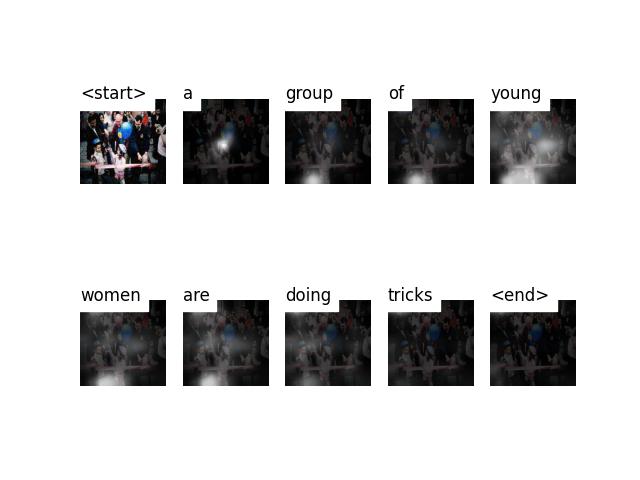 <start> a group of young
women are doing tricks <end>